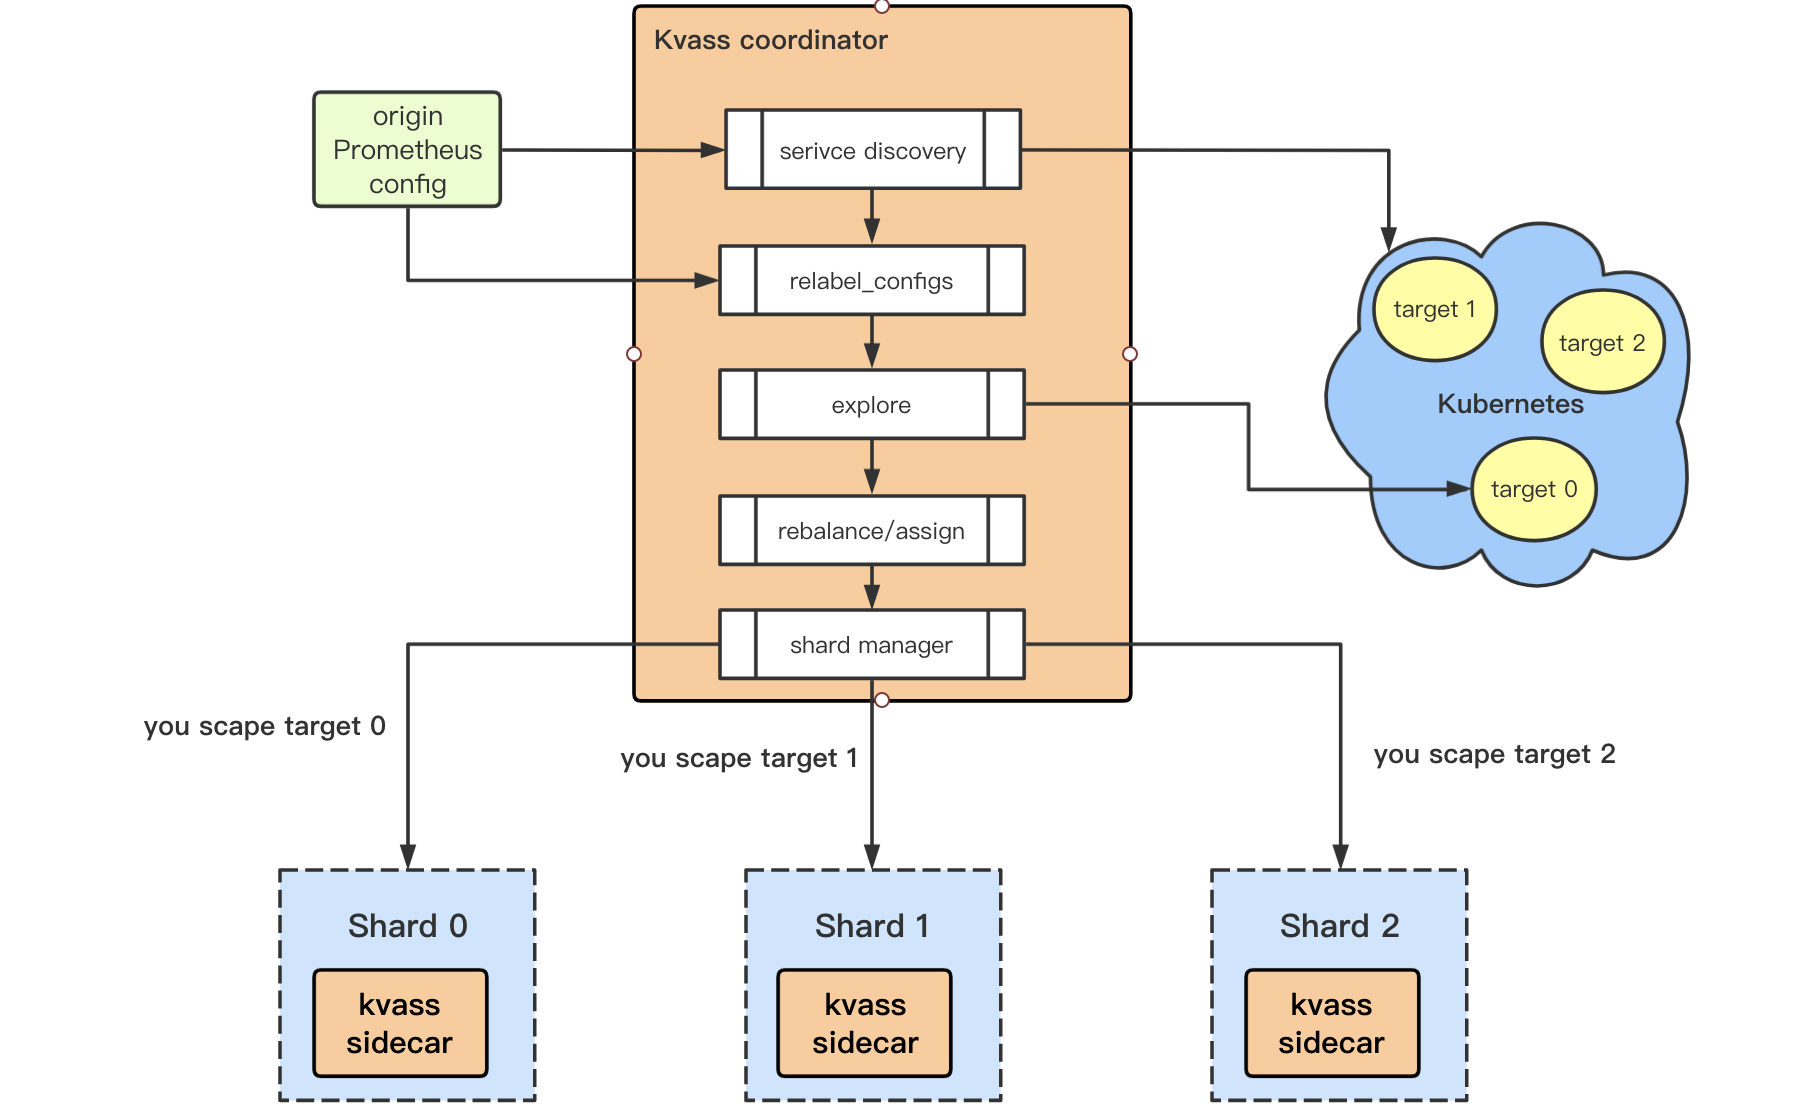 Kvass coordinator
origin
Prometheus
config
serivce discovery
relabel_configs
explore
rebalance/assign
shard manager
target 1
target 2
Kubernetes
target 0
you scape target 0
you scape target 1
you scape target 2
Shard 0
kvass
sidecar
Shard 1
kvass
sidecar
Shard 2
kvass
sidecar